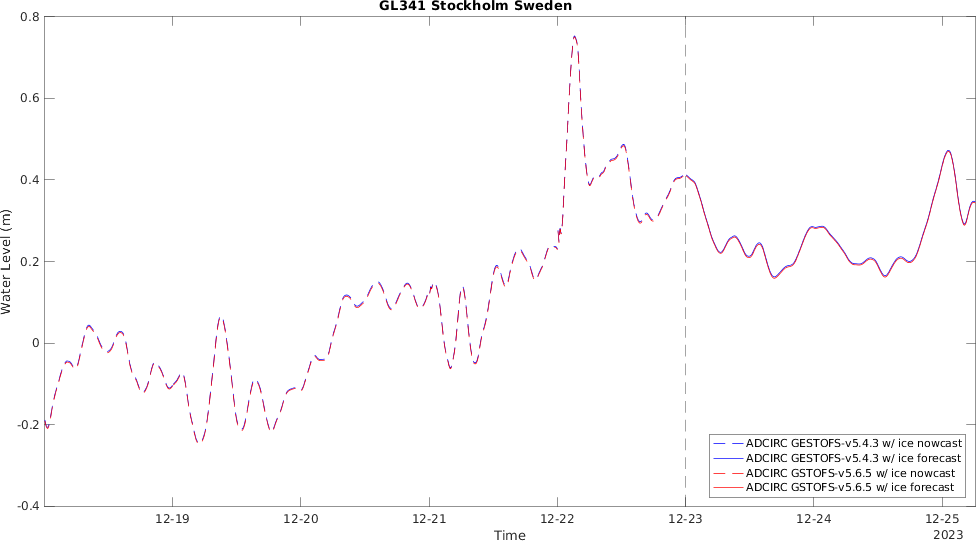 GL341 Stockholm Sweden
0.8
0.6
0.4
0.2
0
-0.2
-0.4
Water Level (m)
12-19
12-20
12-21
12-22
12-23
12-24
12-25
2023
Time
ADCIRC GESTOFS-v5.4.3 w/ ice nowcast
ADCIRC GESTOFS-v5.4.3 w/ ice forecast
ADCIRC GSTOFS-v5.6.5 w/ ice nowcast
ADCIRC GSTOFS-v5.6.5 w/ ice forecast